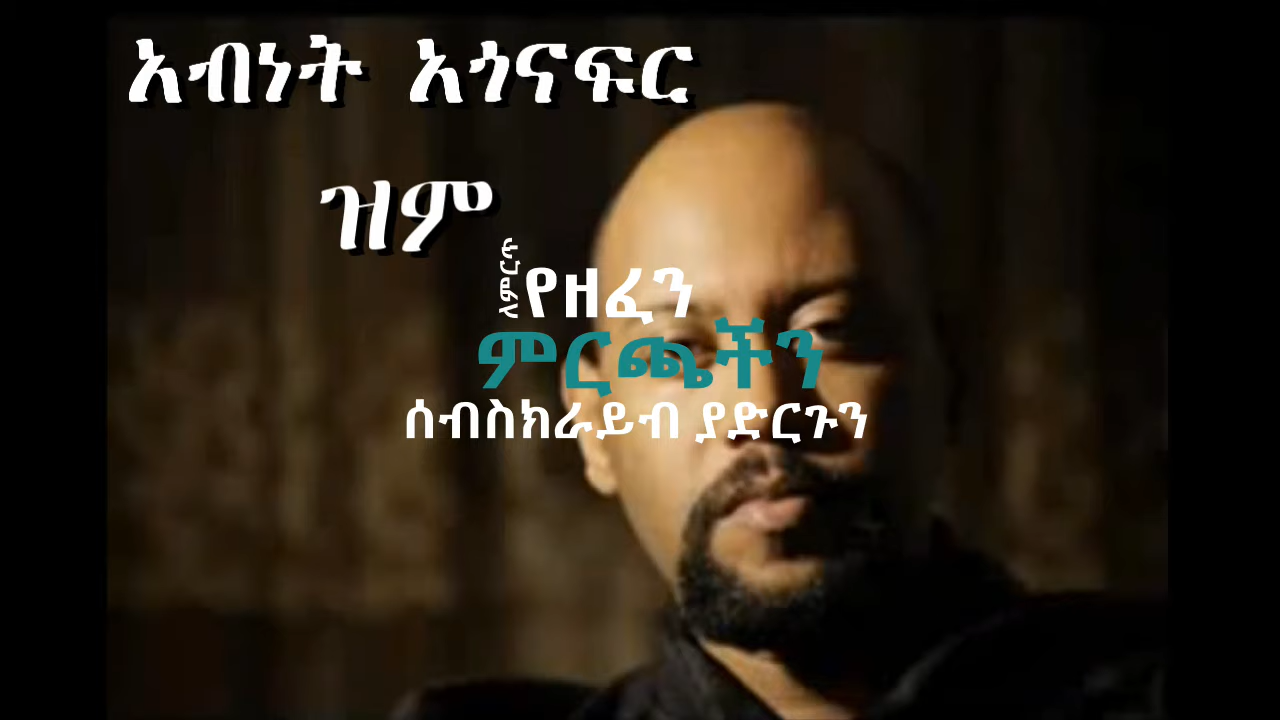 አብነት አጎናፍር
ዝም
ለምርጥ
የዘፈን
ምርጫችን
ሰብስክራይብ ያድርጉን